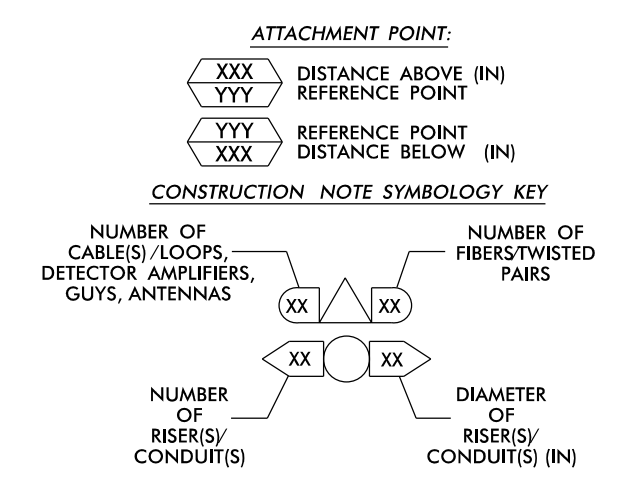 ATTACHMENT POINT:
XXX
YYY
DISTANCE ABOVE (IN)
REFERENCE POINT
YYY
XXX
REFERENCE POINT
DISTANCE BELOW (IN)
CONSTRUCTION NOTE SYMBOLOGY KEY
NUMBER OF
CABLE(S)/LOOPS,
DETECTOR AMPLIFIERS,
GUYS, ANTENNAS
NUMBER OF
FIBERS/TWISTED
PAIRS
XX
XX
XX
XX
NUMBER
OF
RISER(S)/
CONDUIT(S)
DIAMETER
OF
RISER(S)/
CONDUIT(S) (IN)